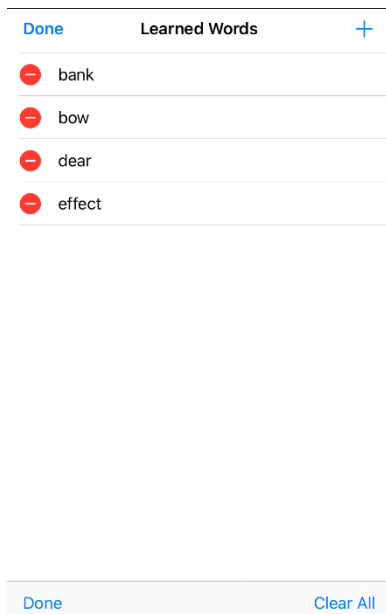 Done Learned Words +
bank
bow
dear
effect
Done Clear All